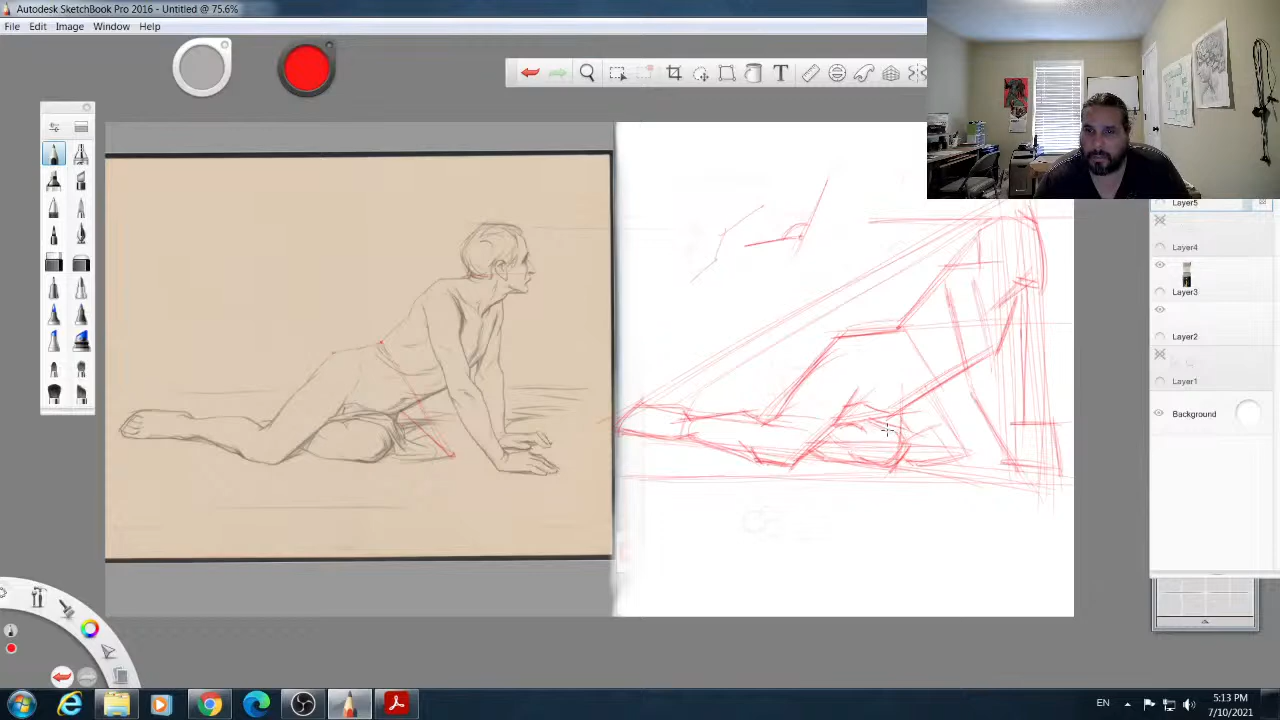 Autodesk SketchBook Pro 2016 - Untitled @ 75.6%
File Edit Image Window Help
T
Layer5
Layer4
Layer3
Layer2
Layer1
Background
EN
5:13 PM
7/10/2021